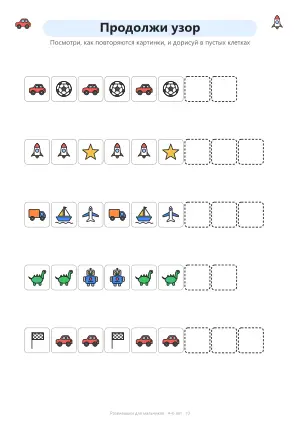 Продолжи узор
Посмотри, как повторяются картинки, и дорисуй в пустых клетках